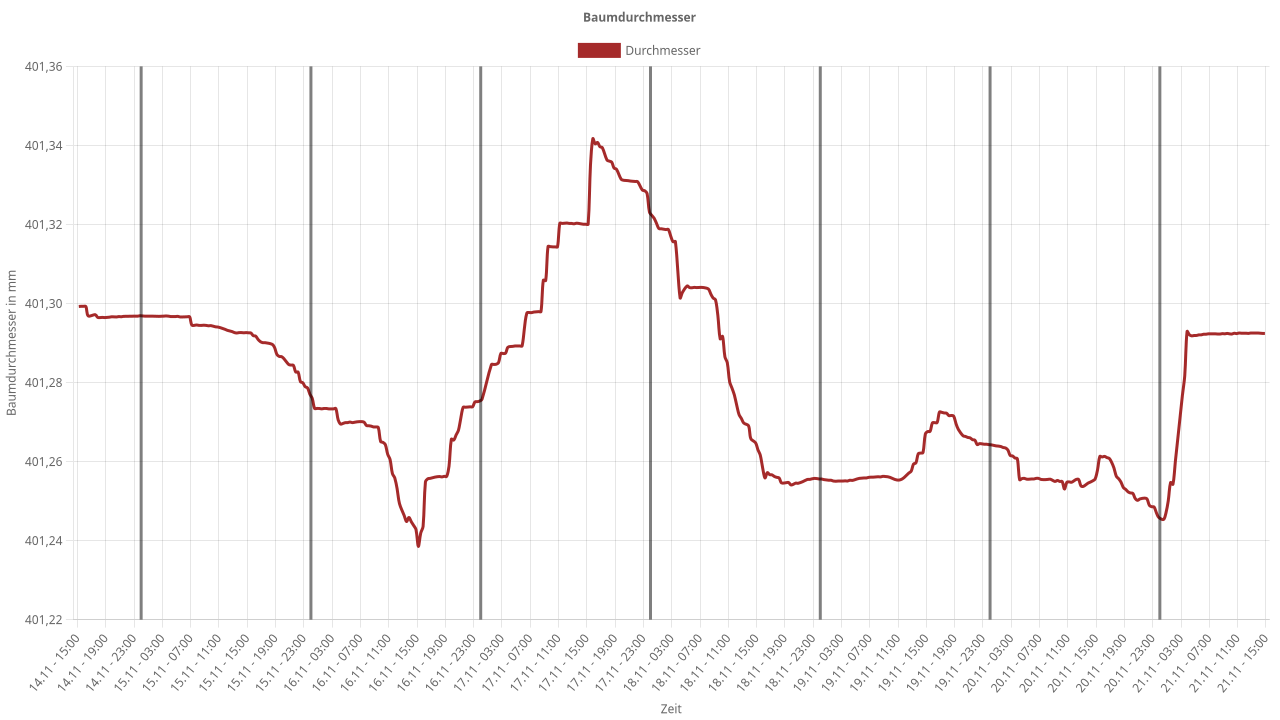 Baumdurchmesser
Durchmesser
Baumdurchmesser in mm
401,36
401,34
401,32
401,30
401,28
401,26
401,24
401,22
14.11 - 15:00
14.11 - 19:00
14.11 - 23:00
15.11 - 03:00
15.11 - 07:00
15.11 - 11:00
15.11 - 15:00
15.11 - 19:00
15.11 - 23:00
16.11 - 03:00
16.11 - 07:00
16.11 - 11:00
16.11 - 15:00
16.11 - 19:00
16.11 - 23:00
17.11 - 03:00
17.11 - 07:00
17.11 - 11:00
17.11 - 15:00
17.11 - 19:00
17.11 - 23:00
18.11 - 03:00
18.11 - 07:00
18.11 - 11:00
18.11 - 15:00
18.11 - 19:00
18.11 - 23:00
19.11 - 03:00
19.11 - 07:00
19.11 - 11:00
19.11 - 15:00
19.11 - 19:00
19.11 - 23:00
20.11 - 03:00
20.11 - 07:00
20.11 - 11:00
20.11 - 15:00
20.11 - 19:00
20.11 - 23:00
21.11 - 03:00
21.11 - 07:00
21.11 - 11:00
21.11 - 15:00
Zeit